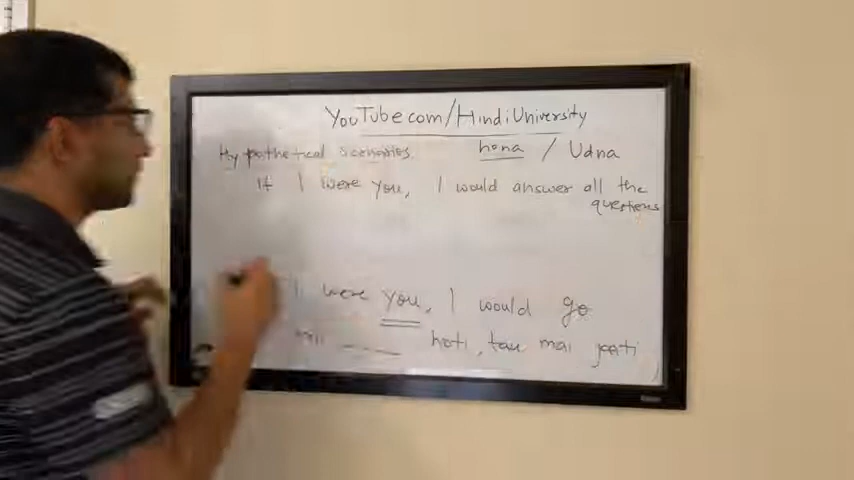 YouTube.com/HindiUniversity
Hypothetical scenarios. hona / Udna
If I were you, I would answer all the
questions
I were you, I would go
hoti, tau mai jaati